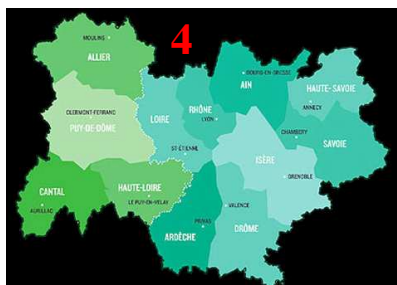 4
MOULINS
ALLIER
BOURG-EN-BRESSE
AIN
HAUTE-SAVOIE
ANNECY
CLERMONT-FERRAND
PUY-DE-DÔME
LOIRE
RHÔNE
LYON
CHAMBERY
SAVOIE
ST-ÉTIENNE
ISÈRE
GRENOBLE
CANTAL
AURILLAC
HAUTE-LOIRE
LE PUY-EN-VELAY
VALENCE
PRIVAS
DRÔME
ARDÈCHE